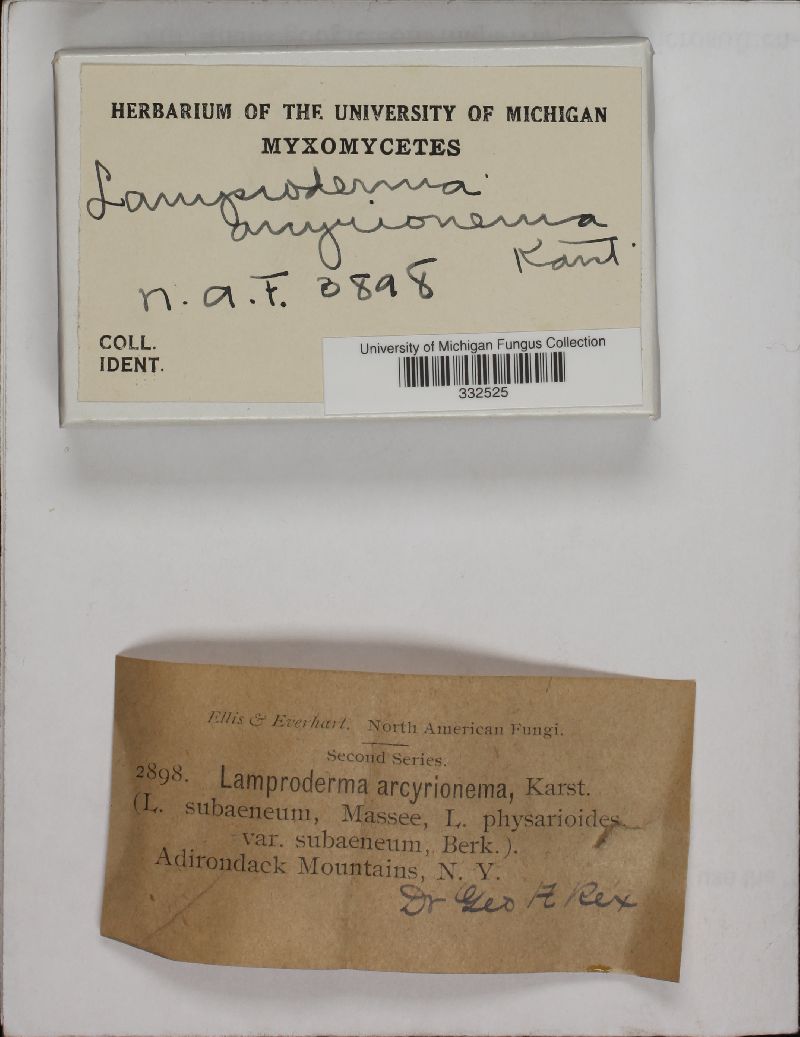 HERBARIUM OF THE UNIVERSITY OF MICHIGAN
MYXOMYCETES
Lamproderma
arcyrionema
Karst.
N. A. F. 2898
COLL.
IDENT.
University of Michigan Fungus Collection
332525
Ellis & Everhart. North American Fungi.
Second Series.
2898. Lamproderma arcyrionema, Karst.
(L. subaeneum, Massee, L. physarioides
var. subaeneum, Berk.).
Adirondack Mountains, N. Y.
Dr Geo A Rex